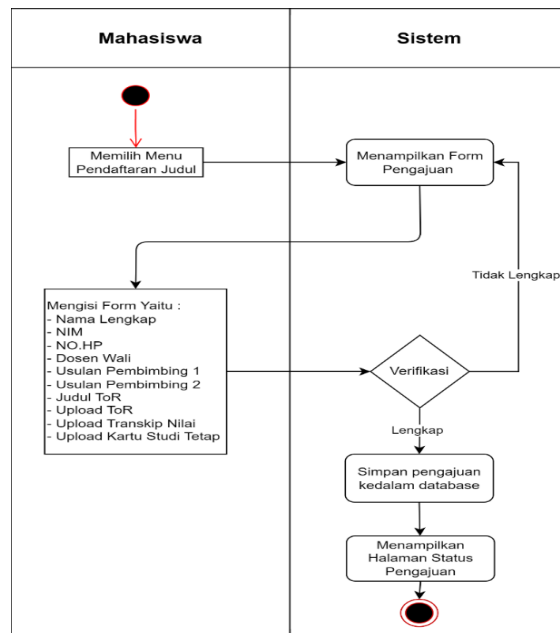 Mahasiswa
Sistem
Memilih Menu
Pendaftaran Judul
Menampilkan Form
Pengajuan
Tidak Lengkap
Mengisi Form Yaitu :
- Nama Lengkap
- NIM
- NO.HP
- Dosen Wali
- Usulan Pembimbing 1
- Usulan Pembimbing 2
- Judul ToR
- Upload ToR
- Upload Transkip Nilai
- Upload Kartu Studi Tetap
Verifikasi
Lengkap
Simpan pengajuan
kedalam database
Menampilkan
Halaman Status
Pengajuan